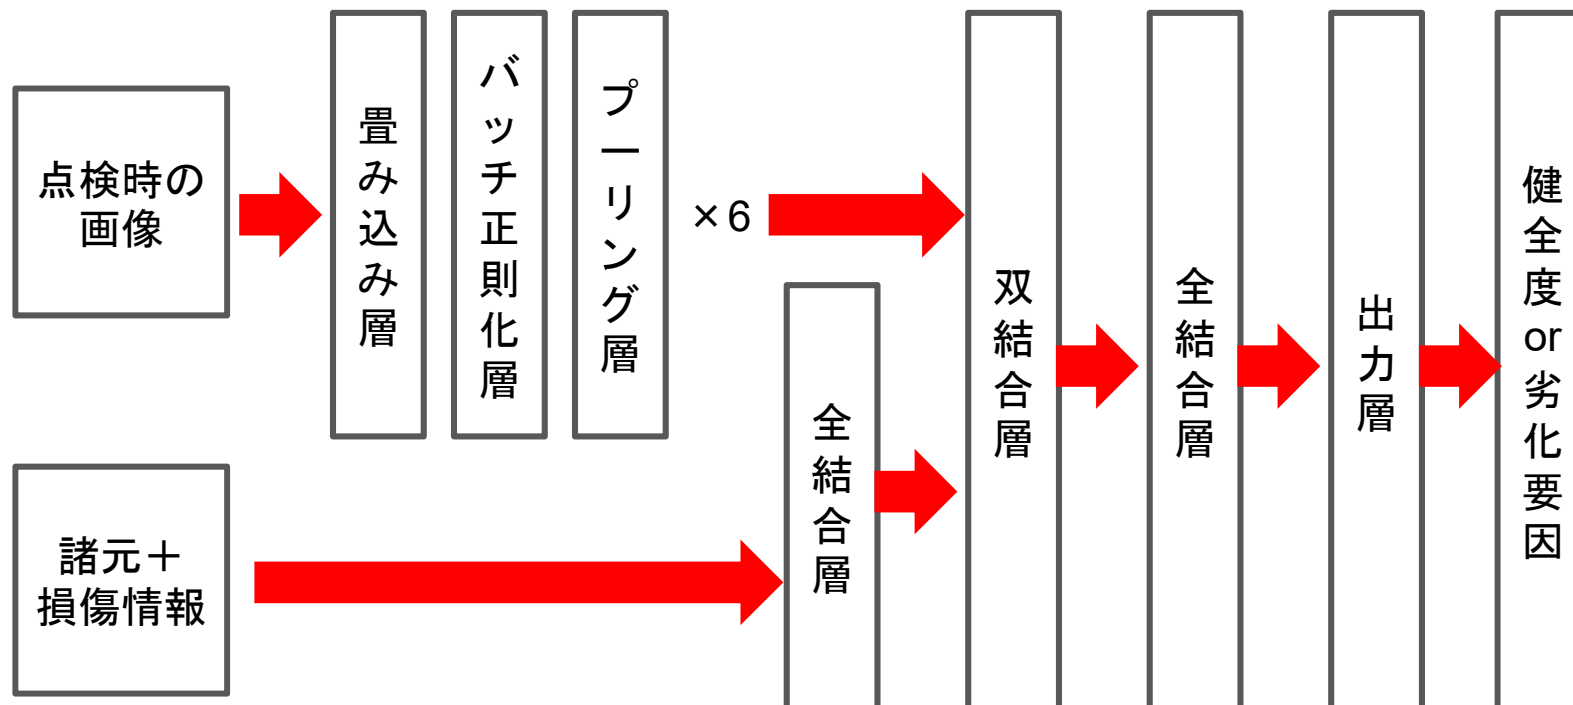 点検時の
画像
畳み込み層
バッチ正則化層
プーリング層
×6
諸元＋
損傷情報
全結合層
双結合層
全結合層
出力層
健全度or劣化要因